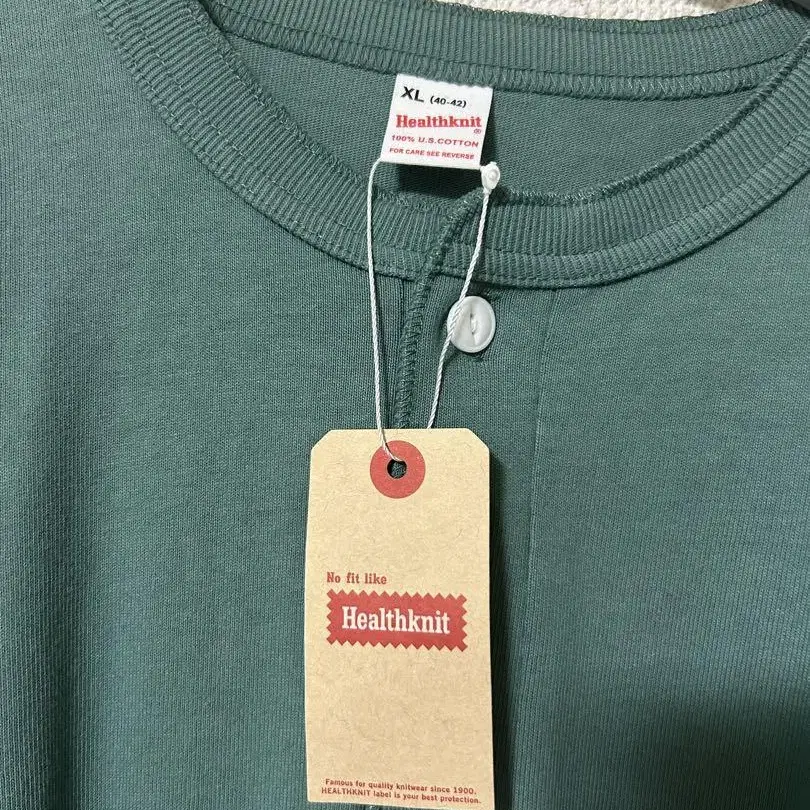 XL (40-42)
Healthknit
®
100% U.S.COTTON
FOR CARE SEE REVERSE
No fit like
Healthknit
Famous for quality knitwear since 1900.
HEALTHKNIT label is your best protection.